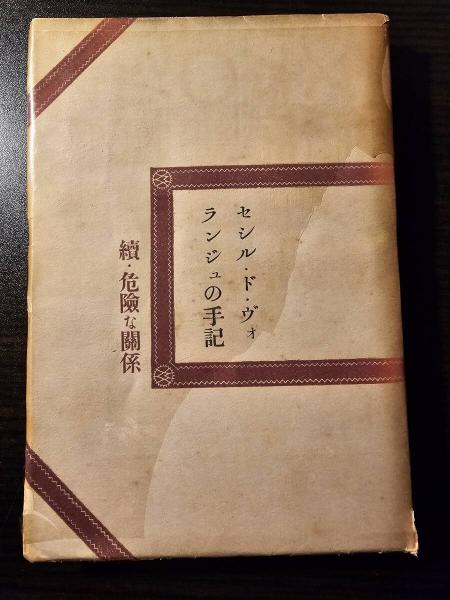 セシル・ド・ヴォ
ランジュの手記
續・危險な關係